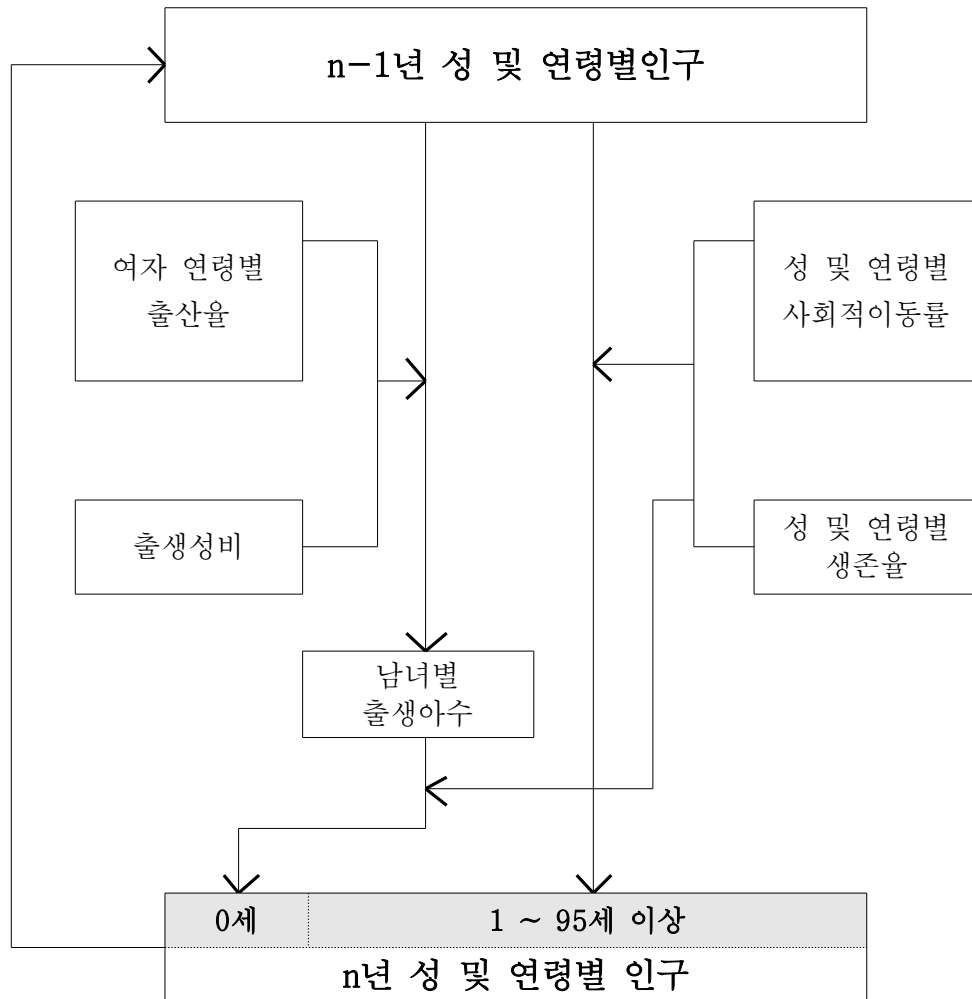 n-1년 성 및 연령별인구
여자 연령별
출산율
성 및 연령별
사회적이동률
출생성비
성 및 연령별
생존율
남녀별
출생아수
0세
1 ~ 95세 이상
n년 성 및 연령별 인구